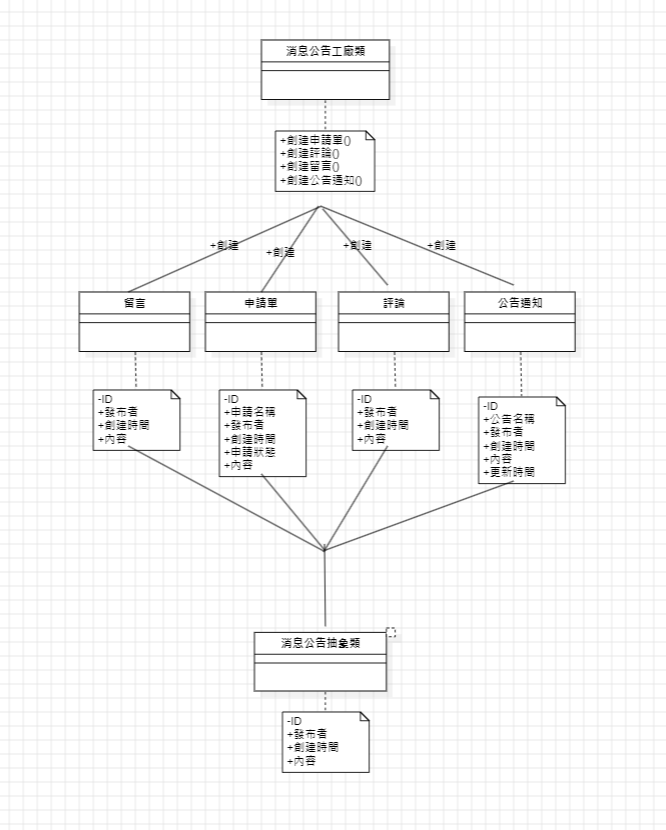 消息公告工廠類
+創建申請單()
+創建評論()
+創建留言()
+創建公告通知()
+創建
+創建
+創建
+創建
留言
申請單
評論
公告通知
-ID
+發布者
+創建時間
+內容
-ID
+申請名稱
+發布者
+創建時間
+申請狀態
+內容
-ID
+發布者
+創建時間
+內容
-ID
+公告名稱
+發布者
+創建時間
+內容
+更新時間
消息公告抽象類
-ID
+發布者
+創建時間
+內容